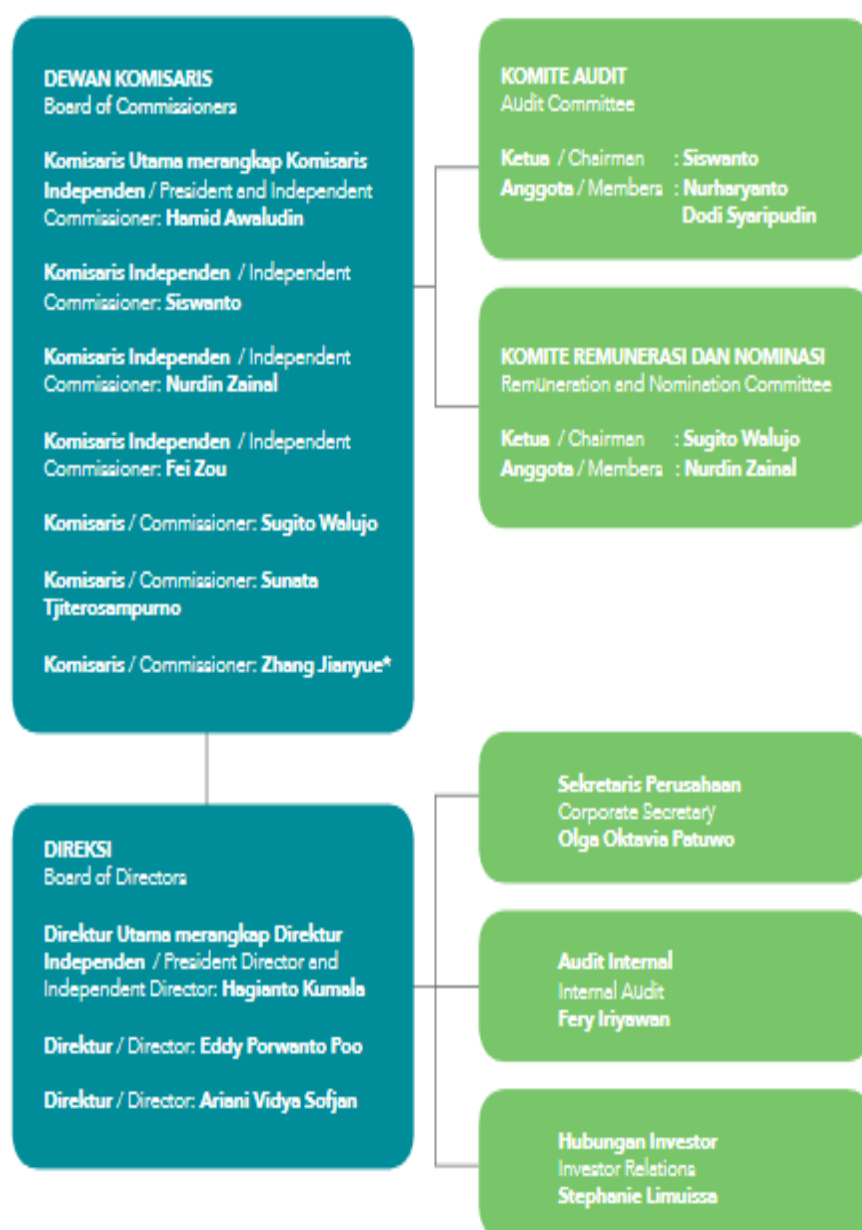 DEWAN KOMISARIS
Board of Commissioners
Komisaris Utama merangkap Komisaris
Independen / President and Independent
Commissioner: Hamid Awaludin
Komisaris Independen / Independent
Commissioner: Siswanto
Komisaris Independen / Independent
Commissioner: Nurdin Zainal
Komisaris Independen / Independent
Commissioner: Fei Zou
Komisaris / Commissioner: Sugito Walujo
Komisaris / Commissioner: Sunata
Tjiterosampurno
Komisaris / Commissioner: Zhang Jianyue*
KOMITE AUDIT
Audit Committee
Ketua / Chairman : Siswanto
Anggota / Members : Nurharyanto
Dodi Syaripudin
KOMITE REMUNERASI DAN NOMINASI
Remuneration and Nomination Committee
Ketua / Chairman : Sugito Walujo
Anggota / Members : Nurdin Zainal
DIREKSI
Board of Directors
Direktur Utama merangkap Direktur
Independen / President Director and
Independent Director: Hagianto Kumala
Direktur / Director: Eddy Porwanto Poo
Direktur / Director: Ariani Vidya Sofjan
Sekretaris Perusahaan
Corporate Secretary
Olga Oktavia Patuwo
Audit Internal
Internal Audit
Fery Iriyawan
Hubungan Investor
Investor Relations
Stephanie Limuissa